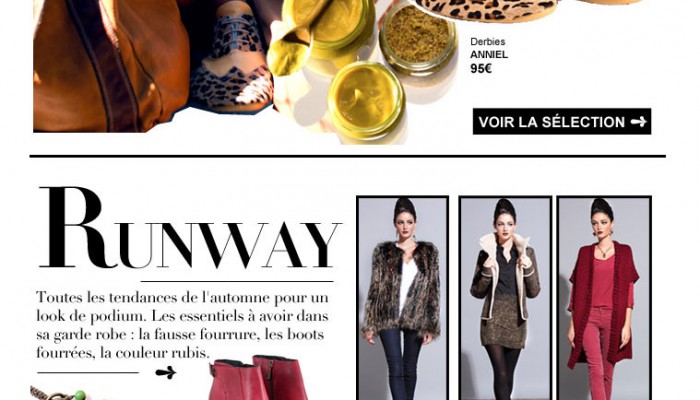 Derbies
ANNIEL
95€
VOIR LA SÉLECTION
RUNWAY
Toutes les tendances de l'automne pour un
look de podium. Les essentiels à avoir dans
sa garde robe : la fausse fourrure, les boots
fourrées, la couleur rubis.